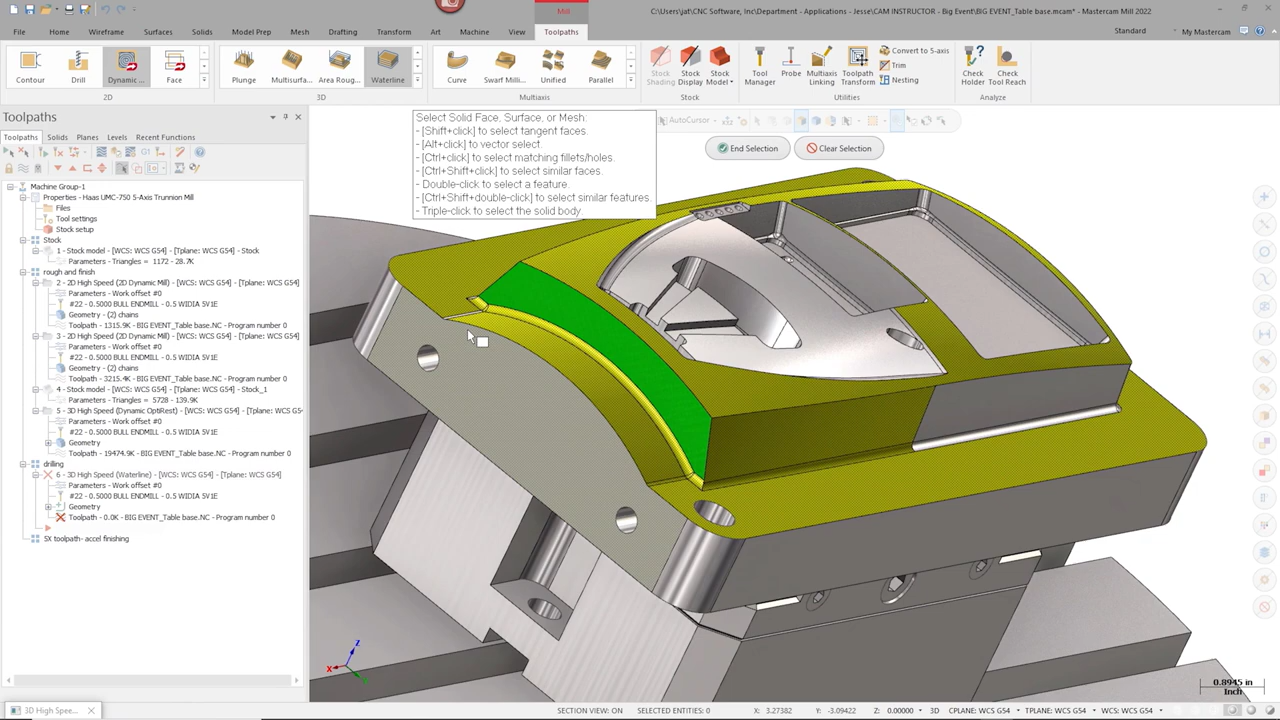 Mill
C:\Users\jat\CNC Software, Inc\Department - Applications - Jesse\CAM INSTRUCTOR - Big Event\BIG EVENT_Table base.mcam* - Mastercam Mill 2022
File Home Wireframe Surfaces Solids Model Prep Mesh Drafting Transform Art Machine View Toolpaths
Standard My Mastercam
Contour Drill Dynamic ... Face Plunge Multisurfa... Area Roug... Waterline Curve Swarf Milli... Unified Parallel Stock Shading Stock Display Stock Model Tool Manager Probe Multiaxis Linking Toolpath Transform Convert to 5-axis Trim Nesting Check Holder Check Tool Reach
2D 3D Multiaxis Stock Utilities Analyze
Toolpaths
Toolpaths Solids Planes Levels Recent Functions
AutoCursor
Select Solid Face, Surface, or Mesh:
- [Shift+click] to select tangent faces.
- [Alt+click] to vector select.
- [Ctrl+click] to select matching fillets/holes.
- [Ctrl+Shift+click] to select similar faces.
- Double-click to select a feature.
- [Ctrl+Shift+double-click] to select similar features.
- Triple-click to select the solid body.
End Selection Clear Selection
Machine Group-1
Properties - Haas UMC-750 5-Axis Trunnion Mill
Files
Tool settings
Stock setup
Stock
1 - Stock model - [WCS: WCS G54] - [Tplane: WCS G54] - Stock
Parameters - Triangles = 1172 - 28.7K
rough and finish
2 - 2D High Speed (2D Dynamic Mill) - [WCS: WCS G54] - [Tplane: WCS G54]
Parameters - Work offset #0
#22 - 0.5000 BULL ENDMILL - 0.5 WIDIA 5V1E
Geometry - (2) chains
Toolpath - 1315.9K - BIG EVENT_Table base.NC - Program number 0
3 - 2D High Speed (2D Dynamic Mill) - [WCS: WCS G54] - [Tplane: WCS G54]
Parameters - Work offset #0
#22 - 0.5000 BULL ENDMILL - 0.5 WIDIA 5V1E
Geometry - (2) chains
Toolpath - 3215.4K - BIG EVENT_Table base.NC - Program number 0
4 - Stock model - [WCS: WCS G54] - [Tplane: WCS G54] - Stock_1
Parameters - Triangles = 5728 - 139.9K
5 - 3D High Speed (Dynamic OptiRest) - [WCS: WCS G54] - [Tplane: WCS G54
Parameters - Work offset #0
#22 - 0.5000 BULL ENDMILL - 0.5 WIDIA 5V1E
Geometry
Toolpath - 19474.9K - BIG EVENT_Table base.NC - Program number 0
drilling
6 - 3D High Speed (Waterline) - [WCS: WCS G54] - [Tplane: WCS G54]
Parameters - Work offset #0
#22 - 0.5000 BULL ENDMILL - 0.5 WIDIA 5V1E
Geometry
Toolpath - 0.0K - BIG EVENT_Table base.NC - Program number 0
5X toolpath- accel finishing
Z
X
0.8945 in
Inch
3D High Spee...
SECTION VIEW: ON SELECTED ENTITIES: 0 X: 3.27382 Y: -3.09422 Z: 0.00000 3D CPLANE: WCS G54 TPLANE: WCS G54 WCS: WCS G54